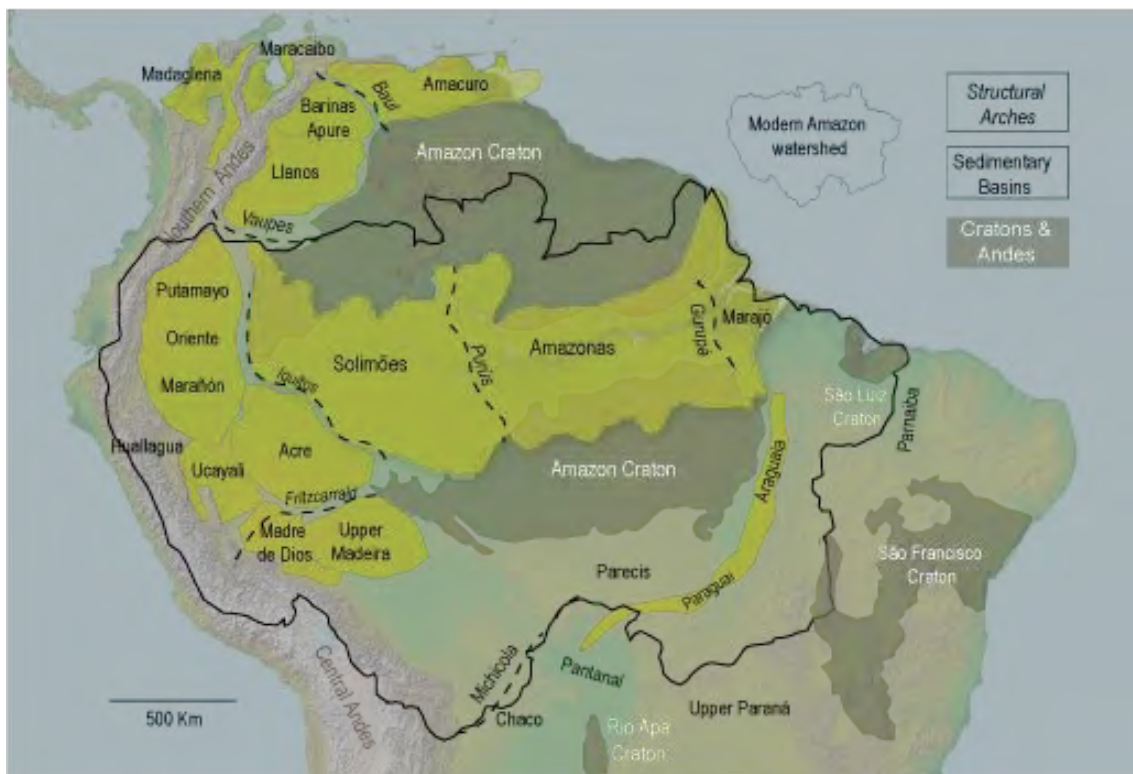 Maracaibo
Madaglena
Baul
Amacuro
Barinas
Apure
Llanos
Amazon Craton
Northern Andes
Vaupes
Modern Amazon
watershed
Structural
Arches
Sedimentary
Basins
Cratons &
Andes
Putamayo
Oriente
Marañón
Huallagua
Ucayali
Iquitos
Solimões
Purús
Amazonas
Gurupá
Marajó
São Luiz
Craton
Parnaiba
Acre
Fritzcarrald
Madre
de Dios
Upper
Madeira
Amazon Craton
Araguaia
São Francisco
Craton
Parecis
Paraguai
Michicola
Pantanal
Chaco
Upper Paraná
Rio Apa
Craton
Central Andes
500 Km